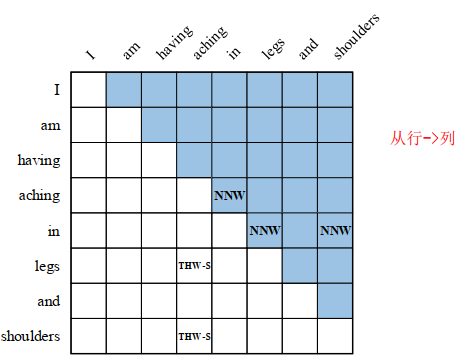 I am having aching in legs and shoulders
I
am
having
从行->列
aching NNW
in NNW NNW
legs THW-S
and
shoulders THW-S